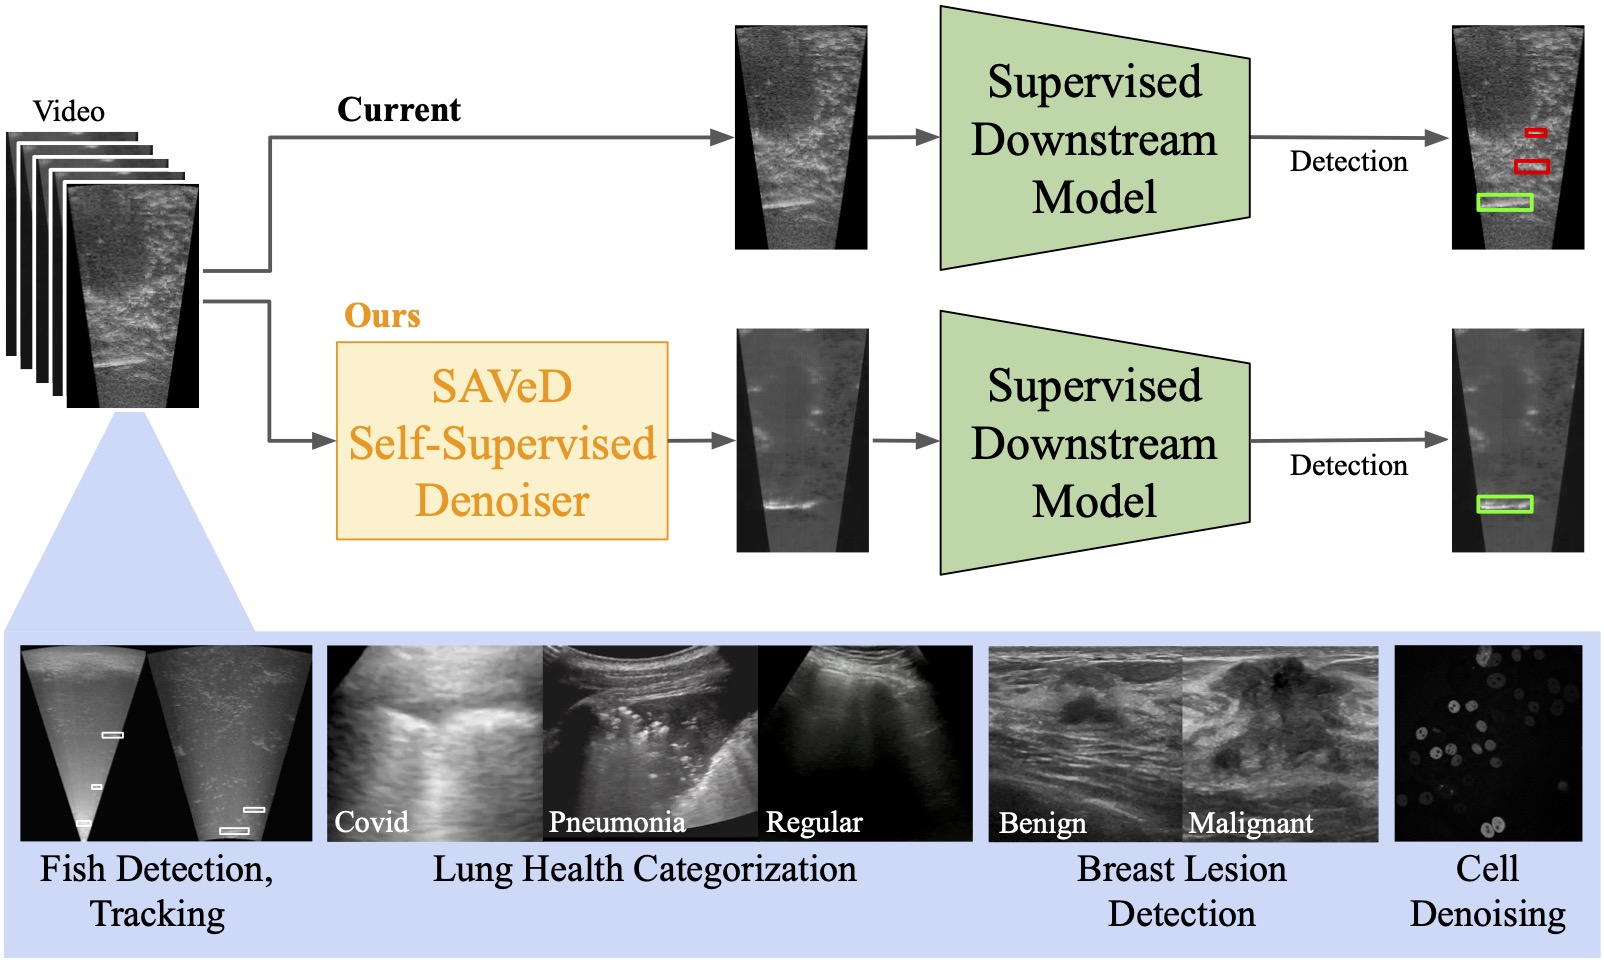 Video
Current
Supervised
Downstream
Model
Detection
Ours
SAVeD
Self-Supervised
Denoiser
Supervised
Downstream
Model
Detection
Covid
Pneumonia
Regular
Benign
Malignant
Fish Detection,
Tracking
Lung Health Categorization
Breast Lesion
Detection
Cell
Denoising